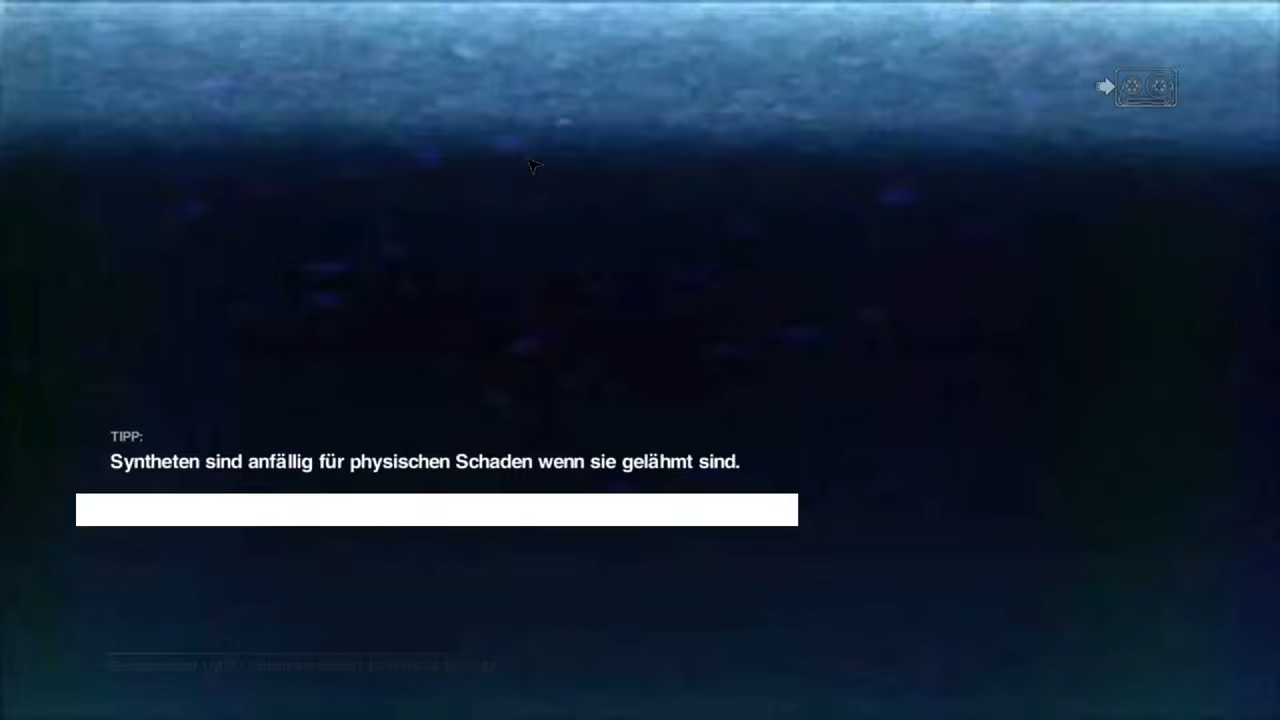 TIPP:
Syntheten sind anfällig für physischen Schaden wenn sie gelähmt sind.